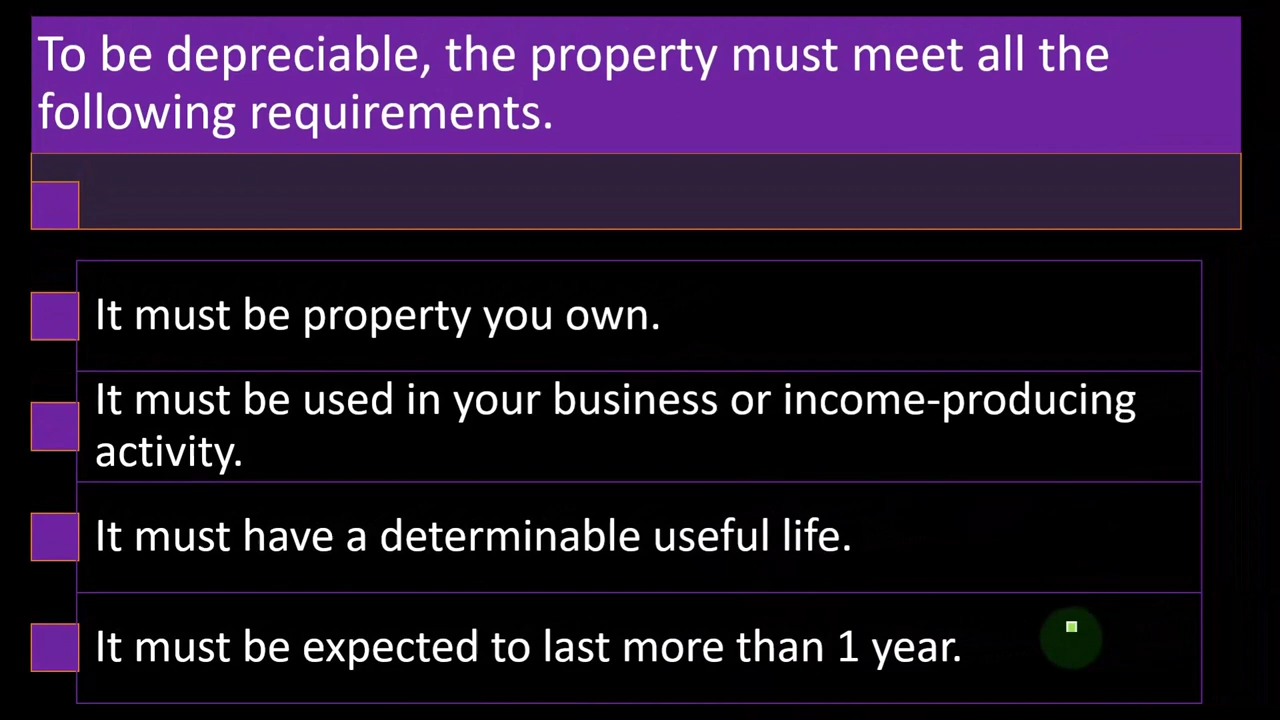 To be depreciable, the property must meet all the
following requirements.
It must be property you own.
It must be used in your business or income-producing
activity.
It must have a determinable useful life.
It must be expected to last more than 1 year.